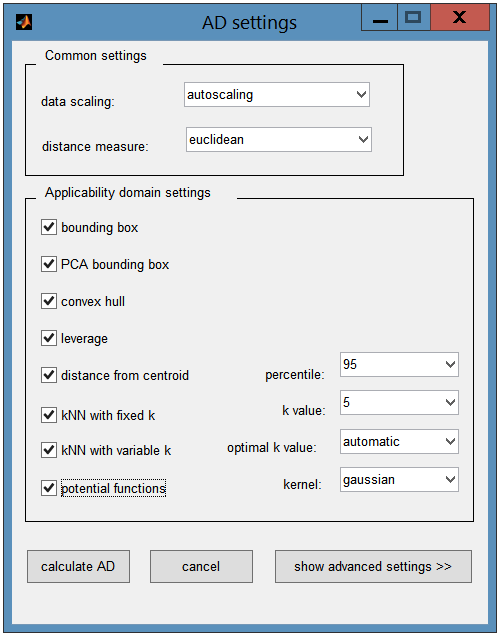 AD settings
Common settings
data scaling: autoscaling
distance measure: euclidean
Applicability domain settings
bounding box
PCA bounding box
convex hull
leverage
distance from centroid percentile: 95
kNN with fixed k k value: 5
kNN with variable k optimal k value: automatic
potential functions kernel: gaussian
calculate AD cancel show advanced settings >>